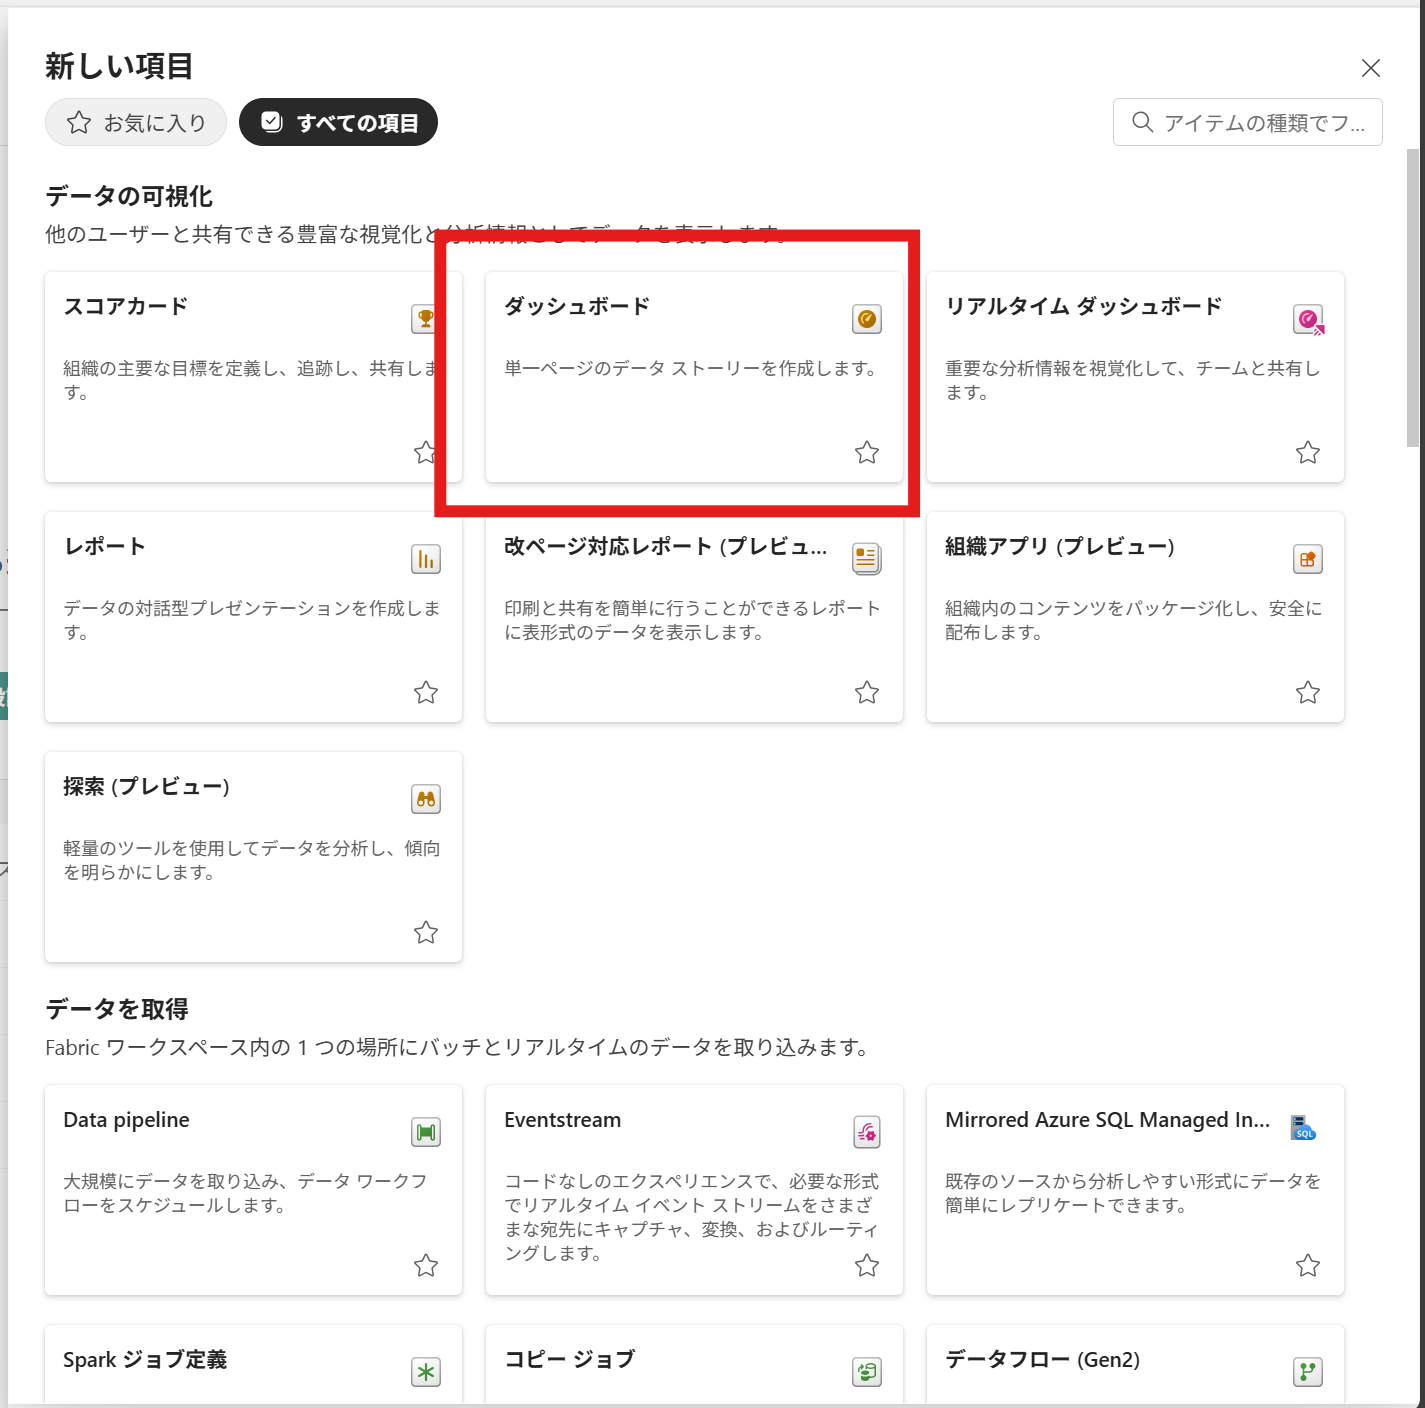 新しい項目
お気に入り
すべての項目
アイテムの種類でフ...
データの可視化
他のユーザーと共有できる豊富な視覚化と分析情報としてデータを表示します。
スコアカード
組織の主要な目標を定義し、追跡し、共有しま
す。
ダッシュボード
単一ページのデータ ストーリーを作成します。
リアルタイム ダッシュボード
重要な分析情報を視覚化して、チームと共有し
ます。
レポート
データの対話型プレゼンテーションを作成しま
す。
改ページ対応レポート (プレビュ...
印刷と共有を簡単に行うことができるレポート
に表形式のデータを表示します。
組織アプリ (プレビュー)
組織内のコンテンツをパッケージ化し、安全に
配布します。
探索 (プレビュー)
軽量のツールを使用してデータを分析し、傾向
を明らかにします。
データを取得
Fabric ワークスペース内の 1 つの場所にバッチとリアルタイムのデータを取り込みます。
Data pipeline
大規模にデータを取り込み、データ ワークフ
ローをスケジュールします。
Eventstream
コードなしのエクスペリエンスで、必要な形式
でリアルタイム イベント ストリームをさまざ
まな宛先にキャプチャ、変換、およびルーティ
ングします。
Mirrored Azure SQL Managed In...
SQL
既存のソースから分析しやすい形式にデータを
簡単にレプリケートできます。
Spark ジョブ定義
コピー ジョブ
データフロー (Gen2)